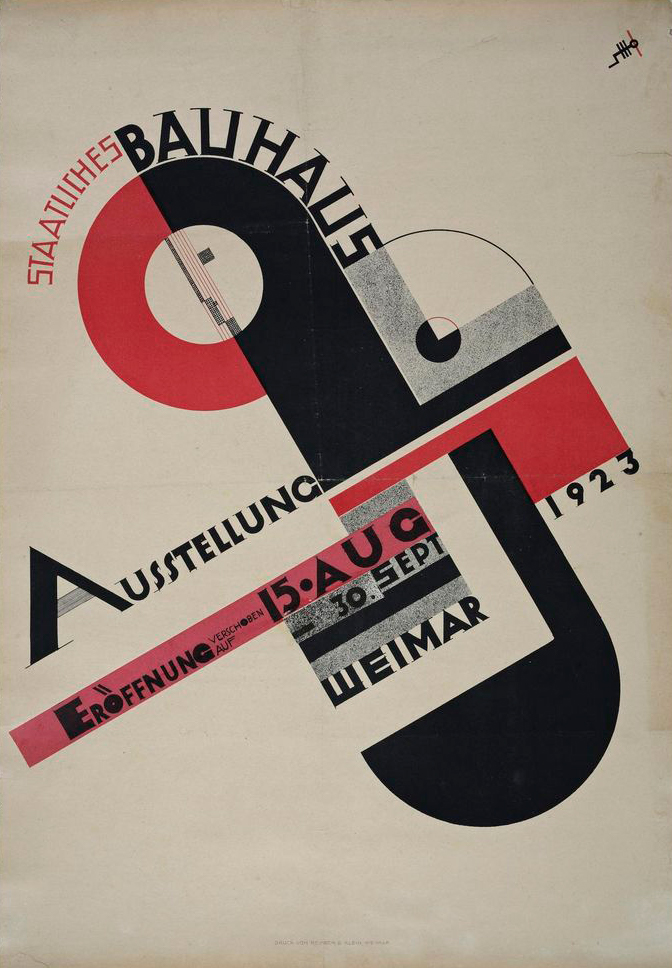 STAATLICHES
BAUHAUS
AUSSTELLUNG
1923
ERÖFFNUNG
VERSCHOBEN
AUF
15·AUG
30. SEPT
WEIMAR